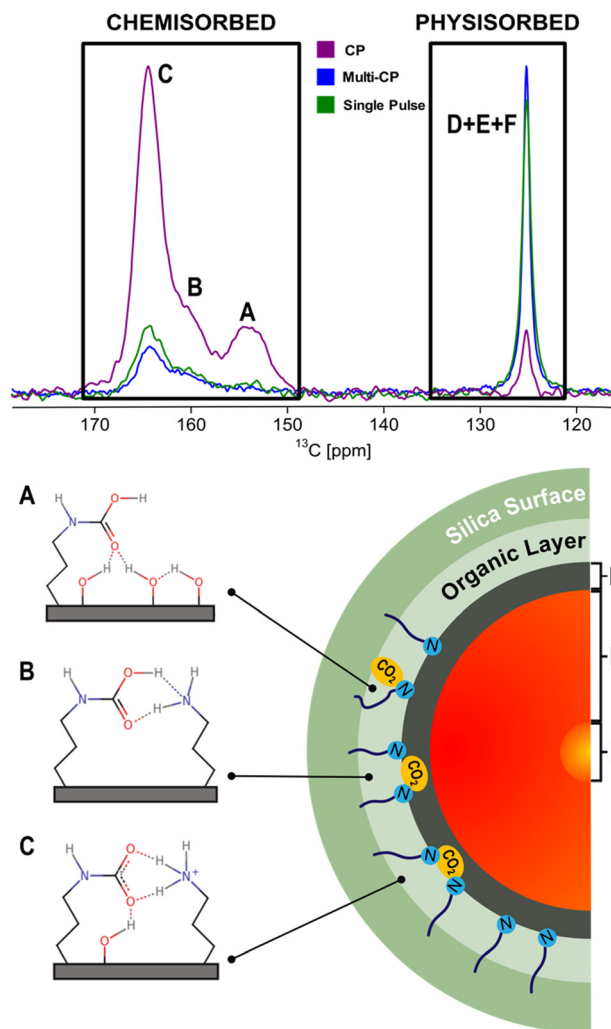 CHEMISORBED PHYSISORBED
C
CP
Multi-CP
Single Pulse
D+E+F
B
A
170 160 150 130 120
13C [ppm]
A
H
O
H
N
O
H
H
H
O
O
O
B
H
O
H
H
N
O
H
N
H
C
H
O
H
H
N
N+
O
H
H
O
Silica Surface
Organic Layer
N
CO2
N
N
CO2
N
N
CO2
N
N
N